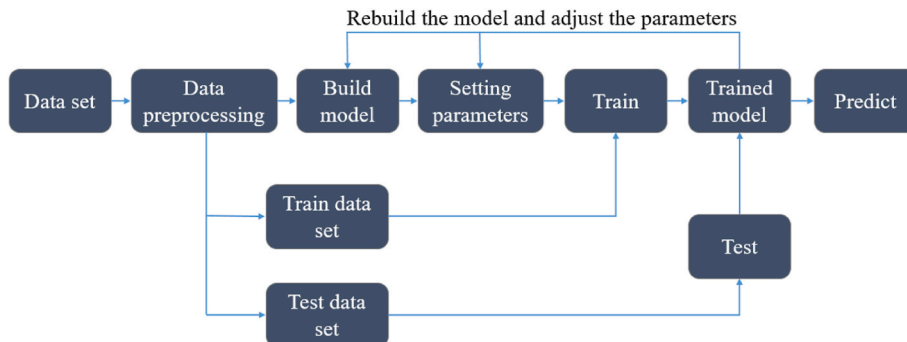 Rebuild the model and adjust the parameters
Data set
Data
preprocessing
Build
model
Setting
parameters
Train
Trained
model
Predict
Train data
set
Test
Test data
set